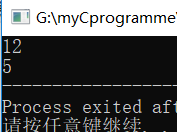 G:\myCprogramme\
12
5
--------------------------------
Process exited aft
请按任意键继续. . .